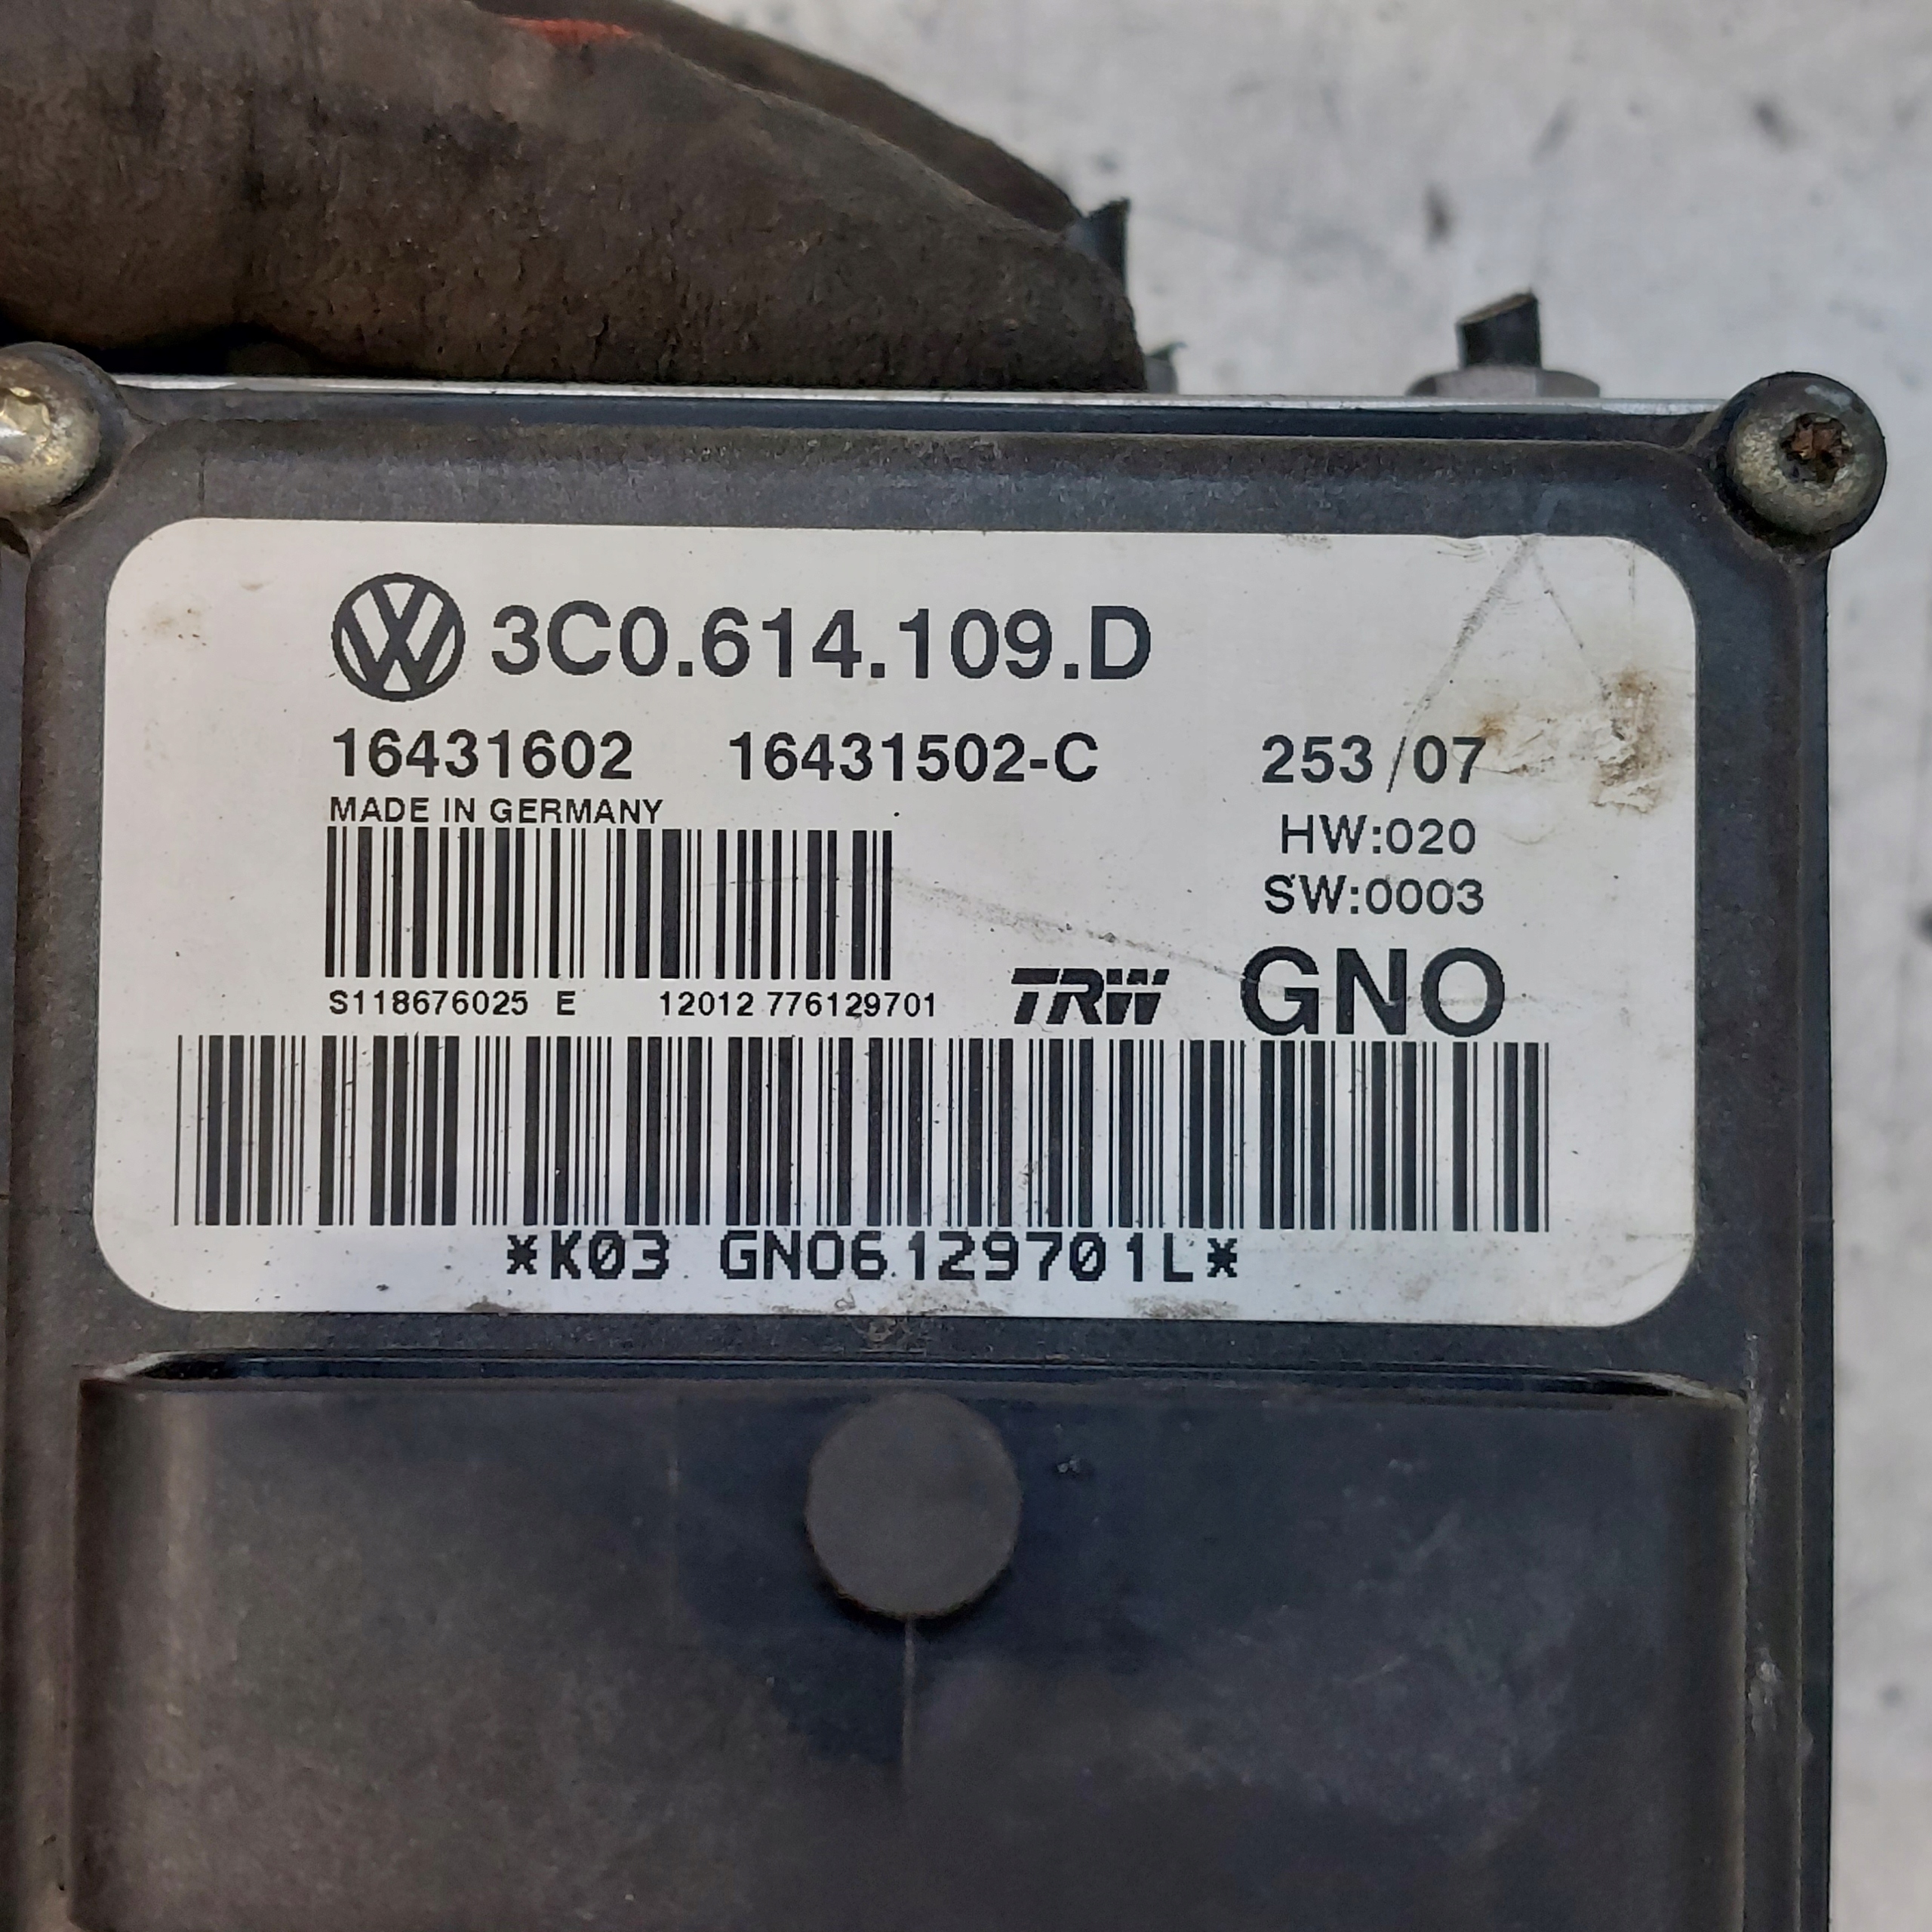 3C0.614.109.D
16431602 16431502-C 253/07
MADE IN GERMANY
HW:020
SW:0003
S118676025 E 12012 776129701
TRW GNO
*K03 GNO6129701L*